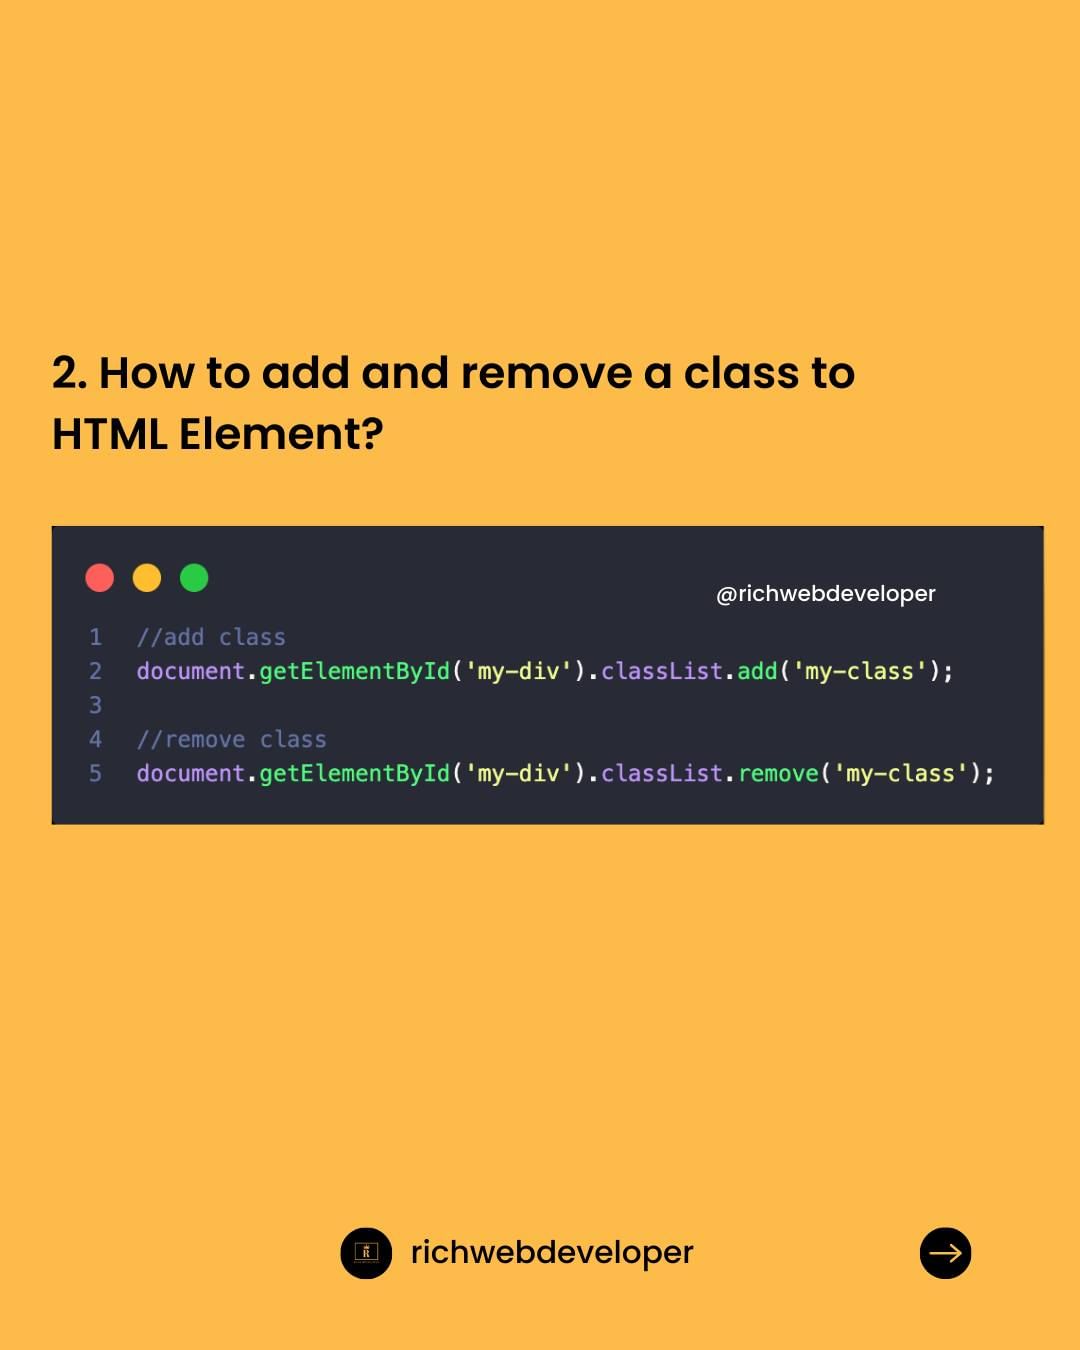 2. How to add and remove a class to
HTML Element?
@richwebdeveloper
1 //add class
2 document.getElementById('my-div').classList.add('my-class');
3
4 //remove class
5 document.getElementById('my-div').classList.remove('my-class');
R
richwebdeveloper